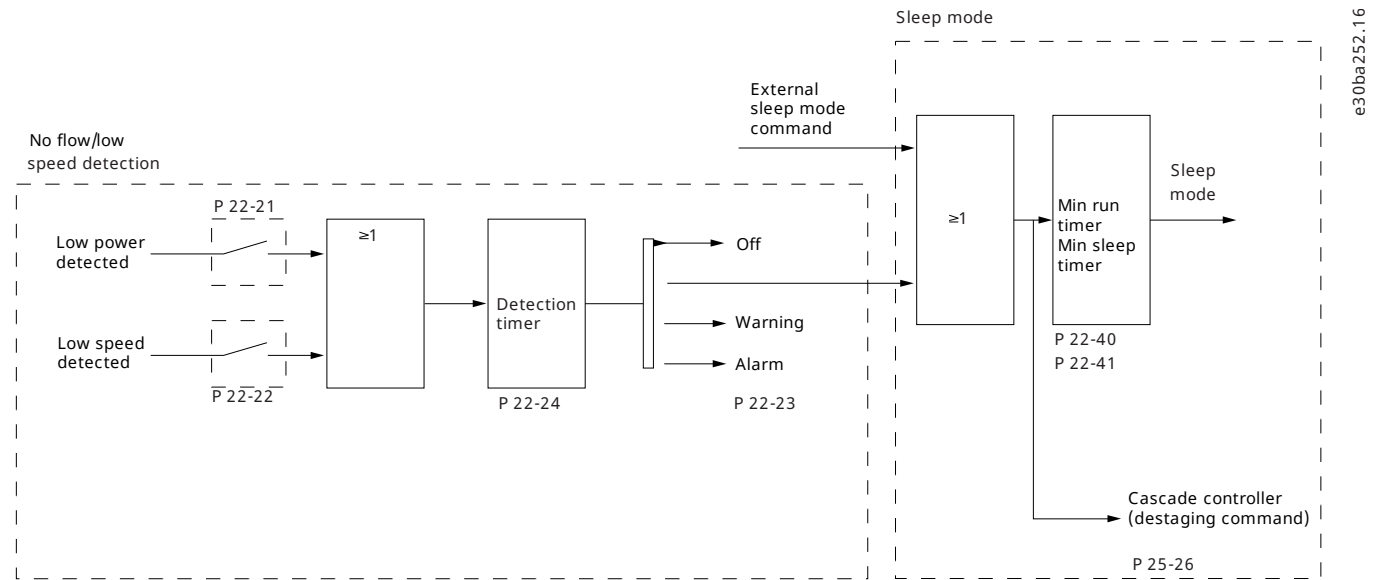 Sleep mode
e30ba252.16
External
sleep mode
command
No flow/low
speed detection
P 22-21
Low power
detected
≥1
Detection
timer
Off
Warning
Alarm
Low speed
detected
P 22-22
P 22-24
P 22-23
≥1
Min run
timer
Min sleep
timer
Sleep
mode
P 22-40
P 22-41
Cascade controller
(destaging command)
P 25-26